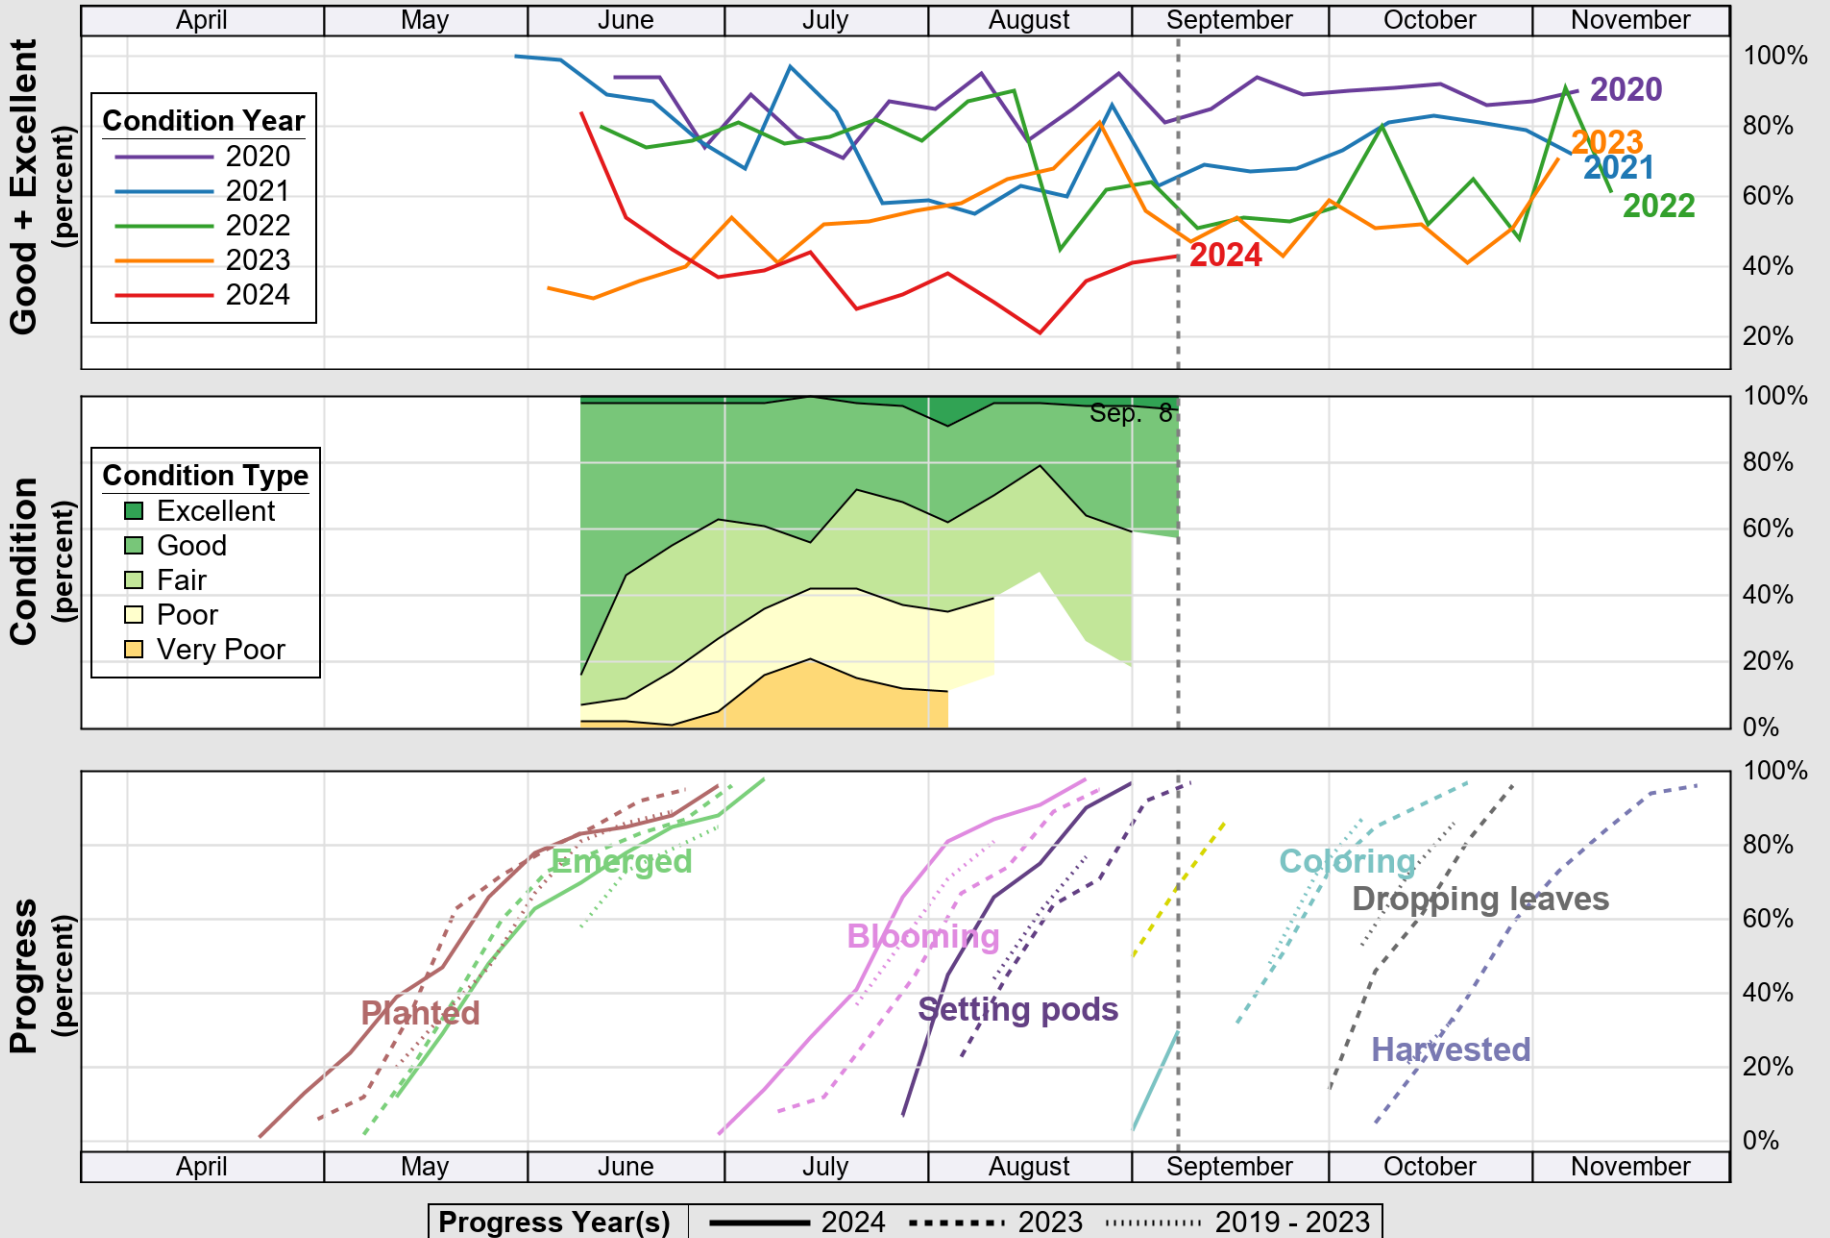 April May June July August September October November
Good + Excellent
(percent)
100%
80%
60%
40%
20%
Condition Year
2020
2021
2022
2023
2024
2020
2023
2021
2022
2024
Condition
(percent)
100%
80%
60%
40%
20%
0%
Sep. 8
Condition Type
Excellent
Good
Fair
Poor
Very Poor
Progress
(percent)
100%
80%
60%
40%
20%
0%
Emerged
Coloring
Dropping leaves
Blooming
Planted
Setting pods
Harvested
April May June July August September October November
Progress Year(s) 2024 2023 2019 - 2023